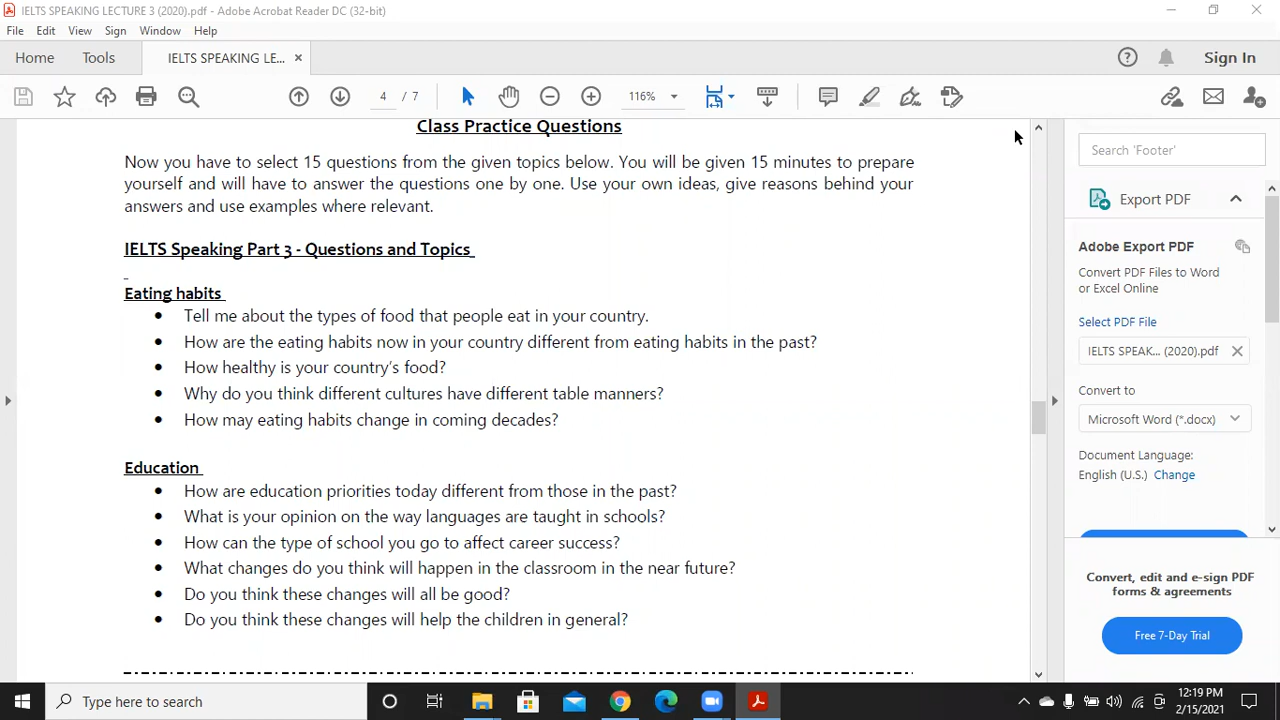 IELTS SPEAKING LECTURE 3 (2020).pdf - Adobe Acrobat Reader DC (32-bit)
File Edit View Sign Window Help
Home Tools IELTS SPEAKING LE... × Sign In
4 / 7 116%
Class Practice Questions
Now you have to select 15 questions from the given topics below. You will be given 15 minutes to prepare
yourself and will have to answer the questions one by one. Use your own ideas, give reasons behind your
answers and use examples where relevant.
IELTS Speaking Part 3 - Questions and Topics
Eating habits
• Tell me about the types of food that people eat in your country.
• How are the eating habits now in your country different from eating habits in the past?
• How healthy is your country's food?
• Why do you think different cultures have different table manners?
• How may eating habits change in coming decades?
Education
• How are education priorities today different from those in the past?
• What is your opinion on the way languages are taught in schools?
• How can the type of school you go to affect career success?
• What changes do you think will happen in the classroom in the near future?
• Do you think these changes will all be good?
• Do you think these changes will help the children in general?
Search 'Footer'
Export PDF
Adobe Export PDF
Convert PDF Files to Word
or Excel Online
Select PDF File
IELTS SPEAK... (2020).pdf
Convert to
Microsoft Word (*.docx)
Document Language:
English (U.S.) Change
Convert, edit and e-sign PDF
forms & agreements
Free 7-Day Trial
Type here to search
12:19 PM
2/15/2021